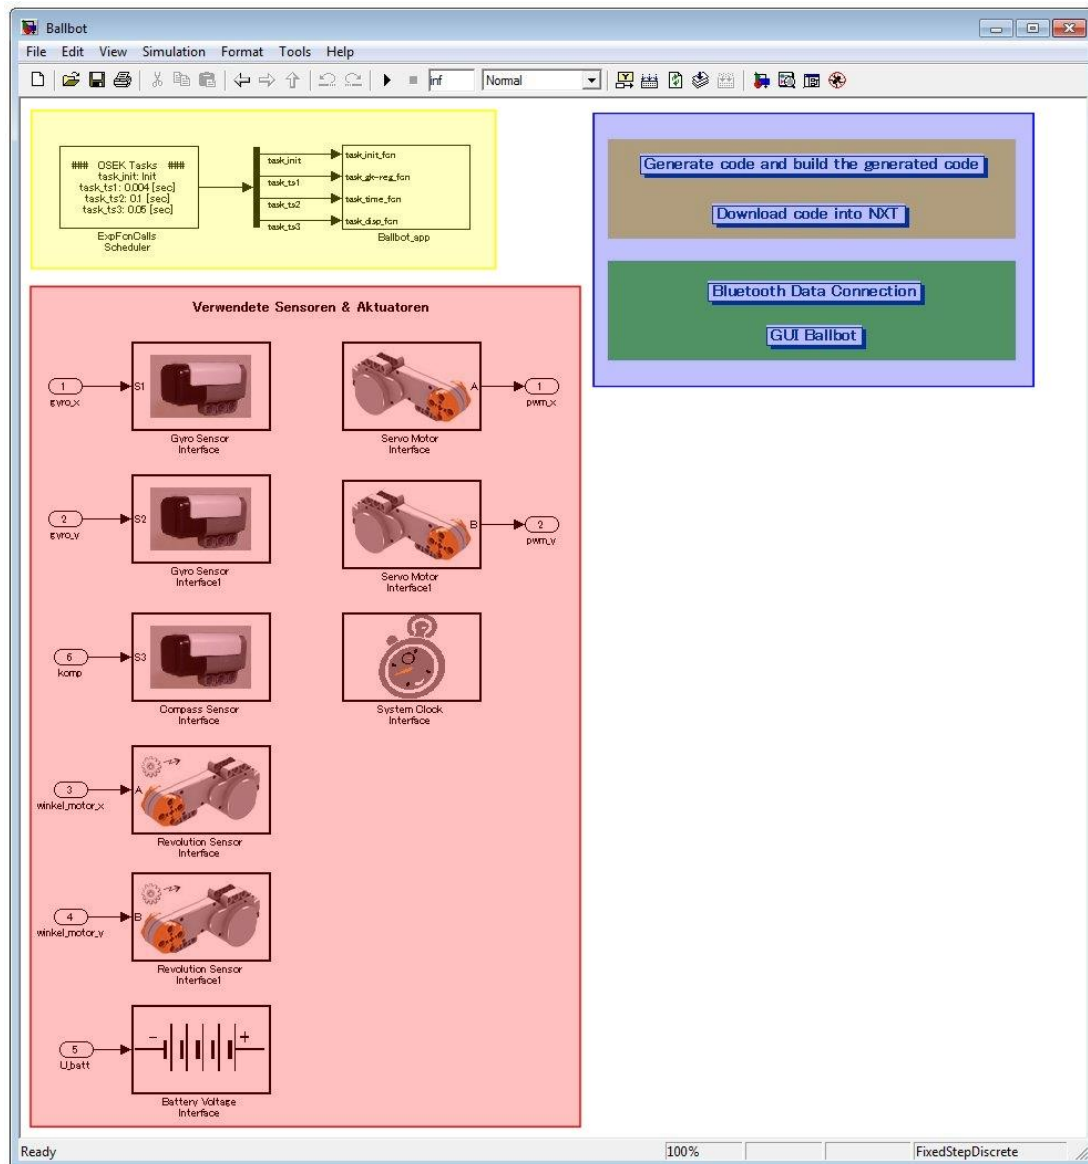 Ballbot
File Edit View Simulation Format Tools Help
inf Normal
### OSEK Tasks ###
task_init: Init
task_ts1: 0.004 [sec]
task_ts2: 0.1 [sec]
task_ts3: 0.05 [sec]
ExpFcnCalls
Scheduler
task_init
task_ts1
task_ts2
task_ts3
task_init_fcn
task_gk-reg_fcn
task_time_fcn
task_disp_fcn
Ballbot_app
Generate code and build the generated code
Download code into NXT
Bluetooth Data Connection
GUI Ballbot
Verwendete Sensoren & Aktuatoren
1
gyro_x
S1
Gyro Sensor
Interface
A
Servo Motor
Interface
1
pwm_x
2
gyro_y
S2
Gyro Sensor
Interface1
B
Servo Motor
Interface1
2
pwm_y
6
komp
S3
Compass Sensor
Interface
System Clock
Interface
3
winkel_motor_x
A
Revolution Sensor
Interface
4
winkel_motor_y
B
Revolution Sensor
Interface1
5
U_batt
- +
Battery Voltage
Interface
Ready 100% FixedStepDiscrete